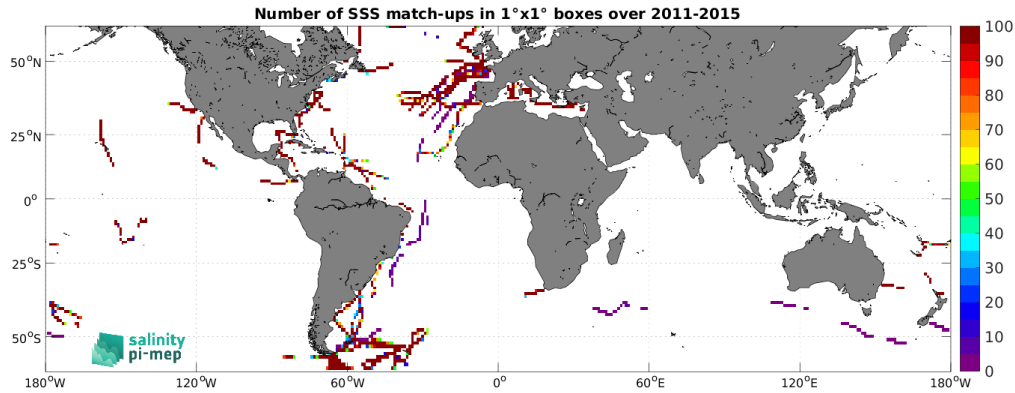 Number of SSS match-ups in 1°x1° boxes over 2011-2015
50°N
25°N
0°
25°S
50°S
180°W 120°W 60°W 0° 60°E 120°E 180°W
100
90
80
70
60
50
40
30
20
10
0
salinity
pi-mep